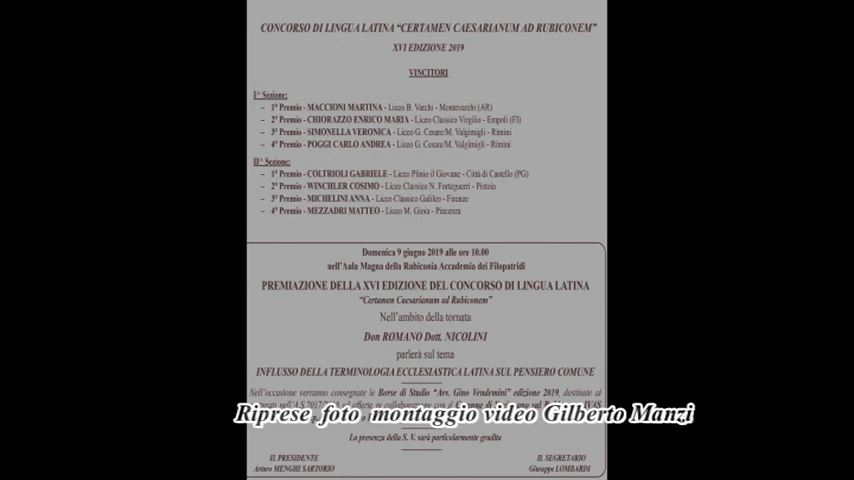 CONCORSO DI LINGUA LATINA “CERTAMEN CAESARIANUM AD RUBICONEM”
XVI EDIZIONE 2019
VINCITORI
I° Sezione:
– 1° Premio - MACCIONI MARTINA - Liceo B. Varchi - Montevarchi (AR)
– 2° Premio - CHIORAZZO ENRICO MARIA - Liceo Classico Virgilio - Empoli (FI)
– 3° Premio - SIMONELLA VERONICA - Liceo G. Cesare/M. Valgimigli - Rimini
– 4° Premio - POGGI CARLO ANDREA - Liceo G. Cesare/M. Valgimigli - Rimini
II° Sezione:
– 1° Premio - COLTRIOLI GABRIELE - Liceo Plinio il Giovane - Città di Castello (PG)
– 2° Premio - WINCHLER COSIMO - Liceo Classico N. Forteguerri - Pistoia
– 3° Premio - MICHELINI ANNA - Liceo Classico Galileo - Firenze
– 4° Premio - MEZZADRI MATTEO - Liceo M. Gioia - Piacenza
Domenica 9 giugno 2019 alle ore 10.00
nell’Aula Magna della Rubiconia Accademia dei Filopatridi
PREMIAZIONE DELLA XVI EDIZIONE DEL CONCORSO DI LINGUA LATINA
“Certamen Caesarianum ad Rubiconem”
Nell’ambito della tornata
Don ROMANO Dott. NICOLINI
parlerà sul tema
INFLUSSO DELLA TERMINOLOGIA ECCLESIASTICA LATINA SUL PENSIERO COMUNE
Nell’occasione verranno consegnate le Borse di Studio “Avv. Gino Vendemini” edizione 2019, destinate ai
Riprese foto montaggio video Gilberto Manzi
La presenza della S. V. sarà particolarmente gradita
IL PRESIDENTE
Arturo MENGHI SARTORIO
IL SEGRETARIO
Giuseppe LOMBARDI